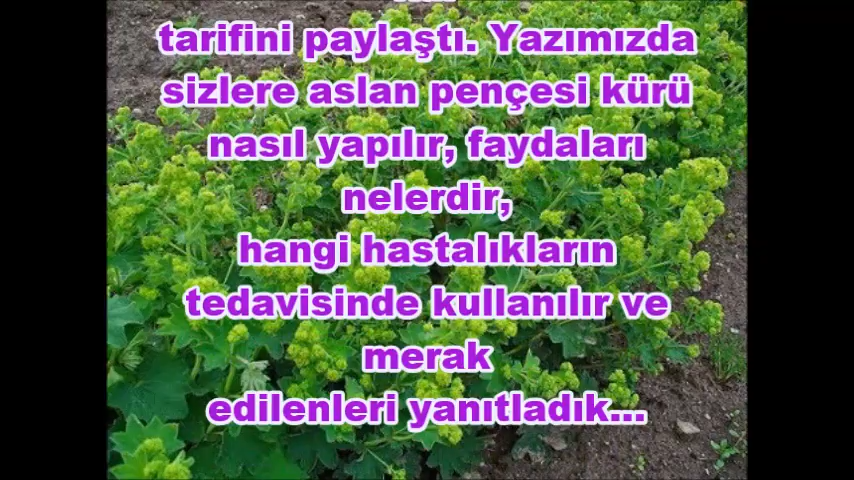 tarifini paylaştı. Yazımızda
sizlere aslan pençesi kürü
nasıl yapılır, faydaları
nelerdir,
hangi hastalıkların
tedavisinde kullanılır ve
merak
edilenleri yanıtladık...